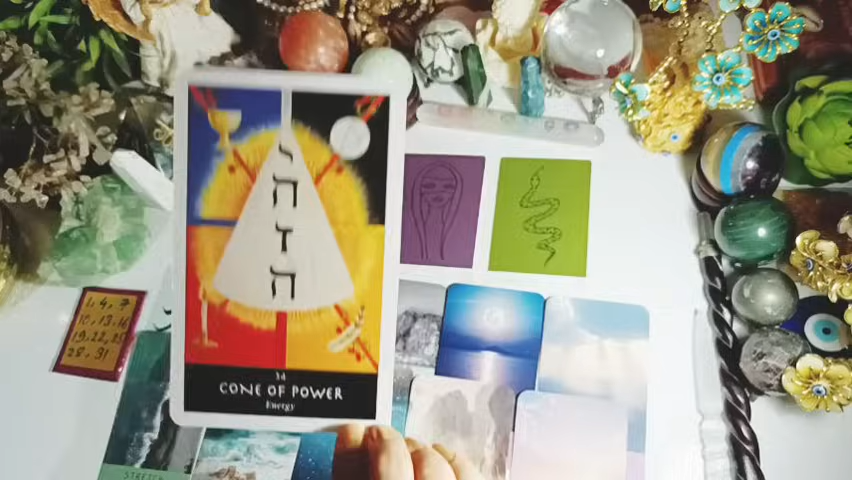 י
ה
ו
ה
34
CONE OF POWER
Energy
1, 4, 7
10, 13, 16
19, 22, 25
28, 31